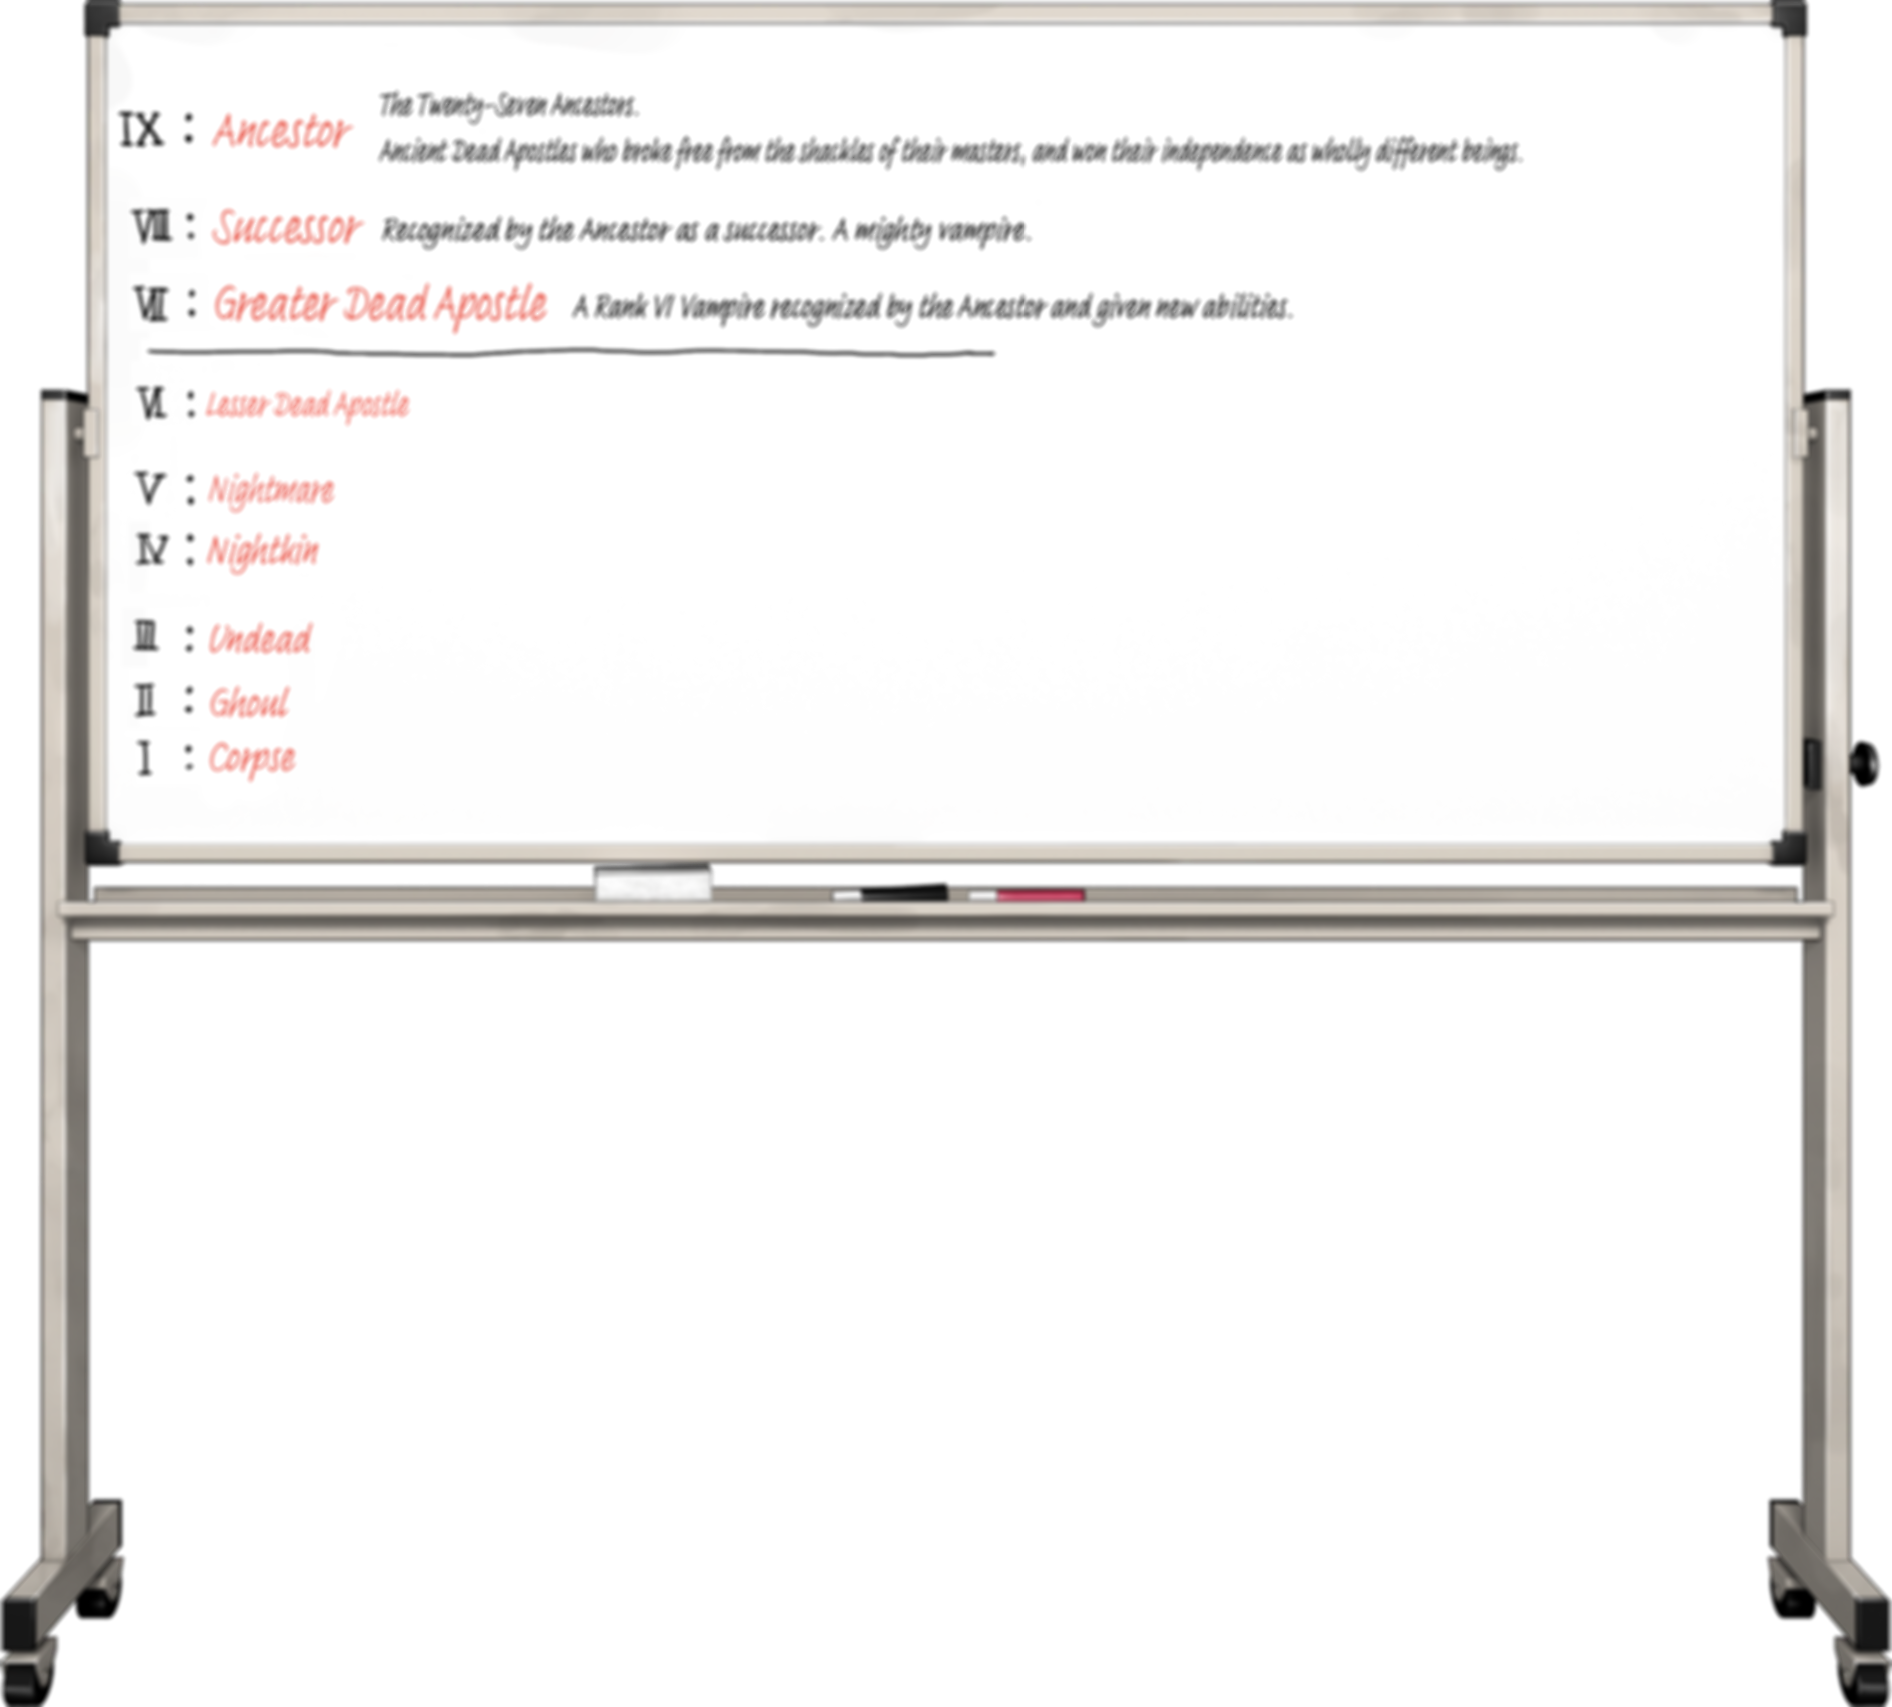 IX : Ancestor The Twenty-Seven Ancestors.
Ancient Dead Apostles who broke free from the shackles of their masters, and won their independence as wholly different beings.
VIII : Successor Recognized by the Ancestor as a successor. A mighty vampire.
VII : Greater Dead Apostle A Rank VI Vampire recognized by the Ancestor and given new abilities.
VI : Lesser Dead Apostle
V : Nightmare
IV : Nightkin
III : Undead
II : Ghoul
I : Corpse